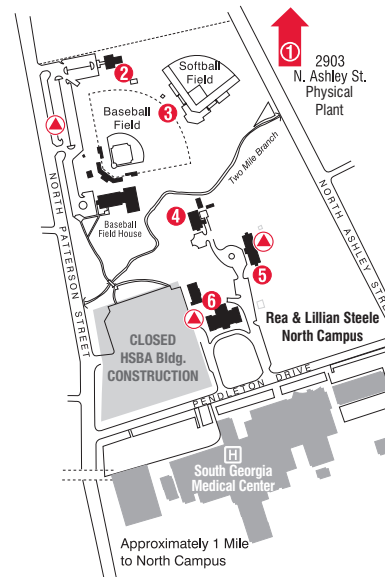 1
2903
N. Ashley St.
Physical
Plant
2
Softball
Field
3
Baseball
Field
Two Mile Branch
NORTH PATTERSON STREET
NORTH ASHLEY STREET
Baseball
Field House
4
5
6
Rea & Lillian Steele
North Campus
CLOSED
HSBA Bldg.
CONSTRUCTION
PENDLETON DRIVE
H
South Georgia
Medical Center
Approximately 1 Mile
to North Campus